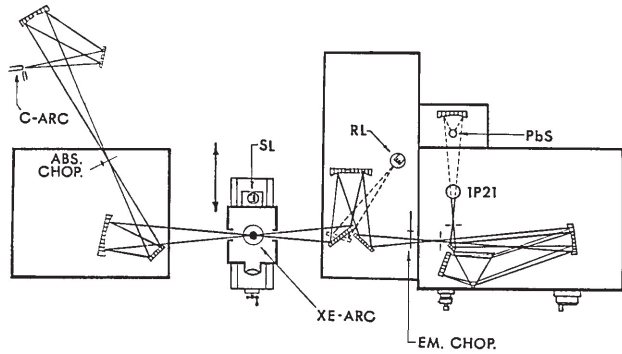 C-ARC
ABS.
CHOP.
SL
RL
PbS
1P21
XE-ARC
EM. CHOP.